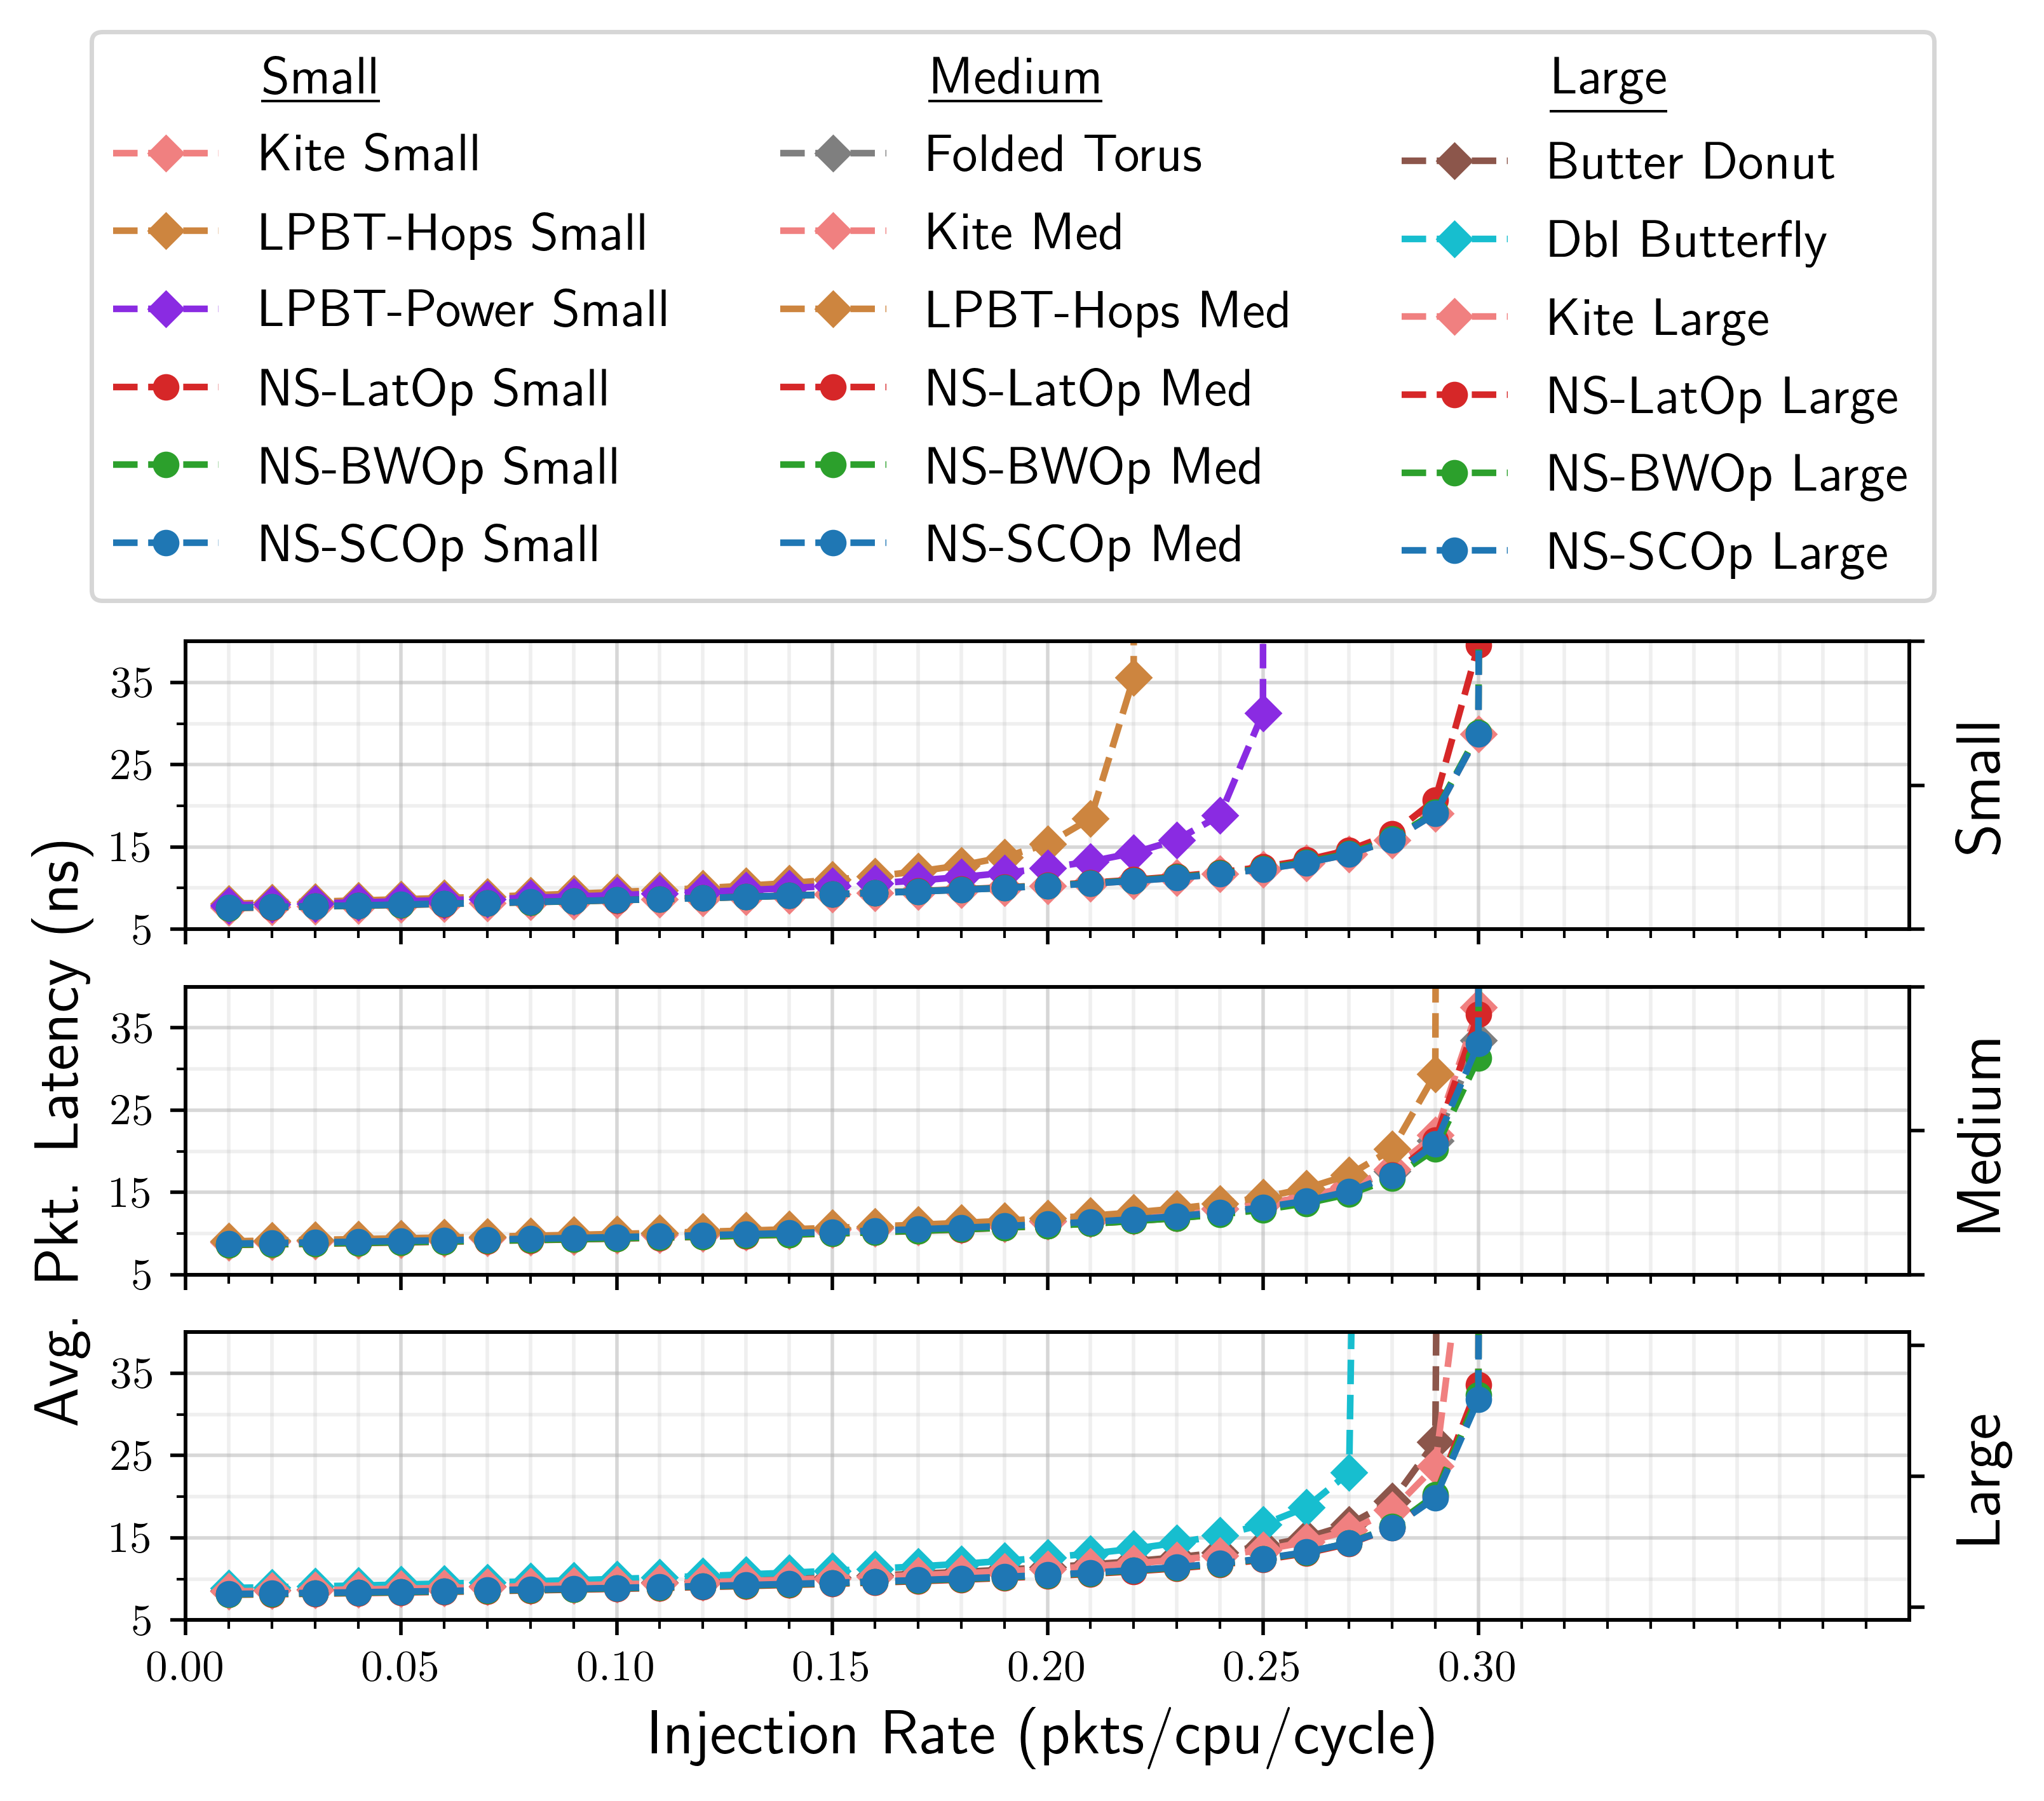 Small
Kite Small
LPBT-Hops Small
LPBT-Power Small
NS-LatOp Small
NS-BWOp Small
NS-SCOp Small
Medium
Folded Torus
Kite Med
LPBT-Hops Med
NS-LatOp Med
NS-BWOp Med
NS-SCOp Med
Large
Butter Donut
Dbl Butterfly
Kite Large
NS-LatOp Large
NS-BWOp Large
NS-SCOp Large
Avg. Pkt. Latency (ns)
35
25
15
5
Small
35
25
15
5
Medium
35
25
15
5
Large
0.00 0.05 0.10 0.15 0.20 0.25 0.30
Injection Rate (pkts/cpu/cycle)